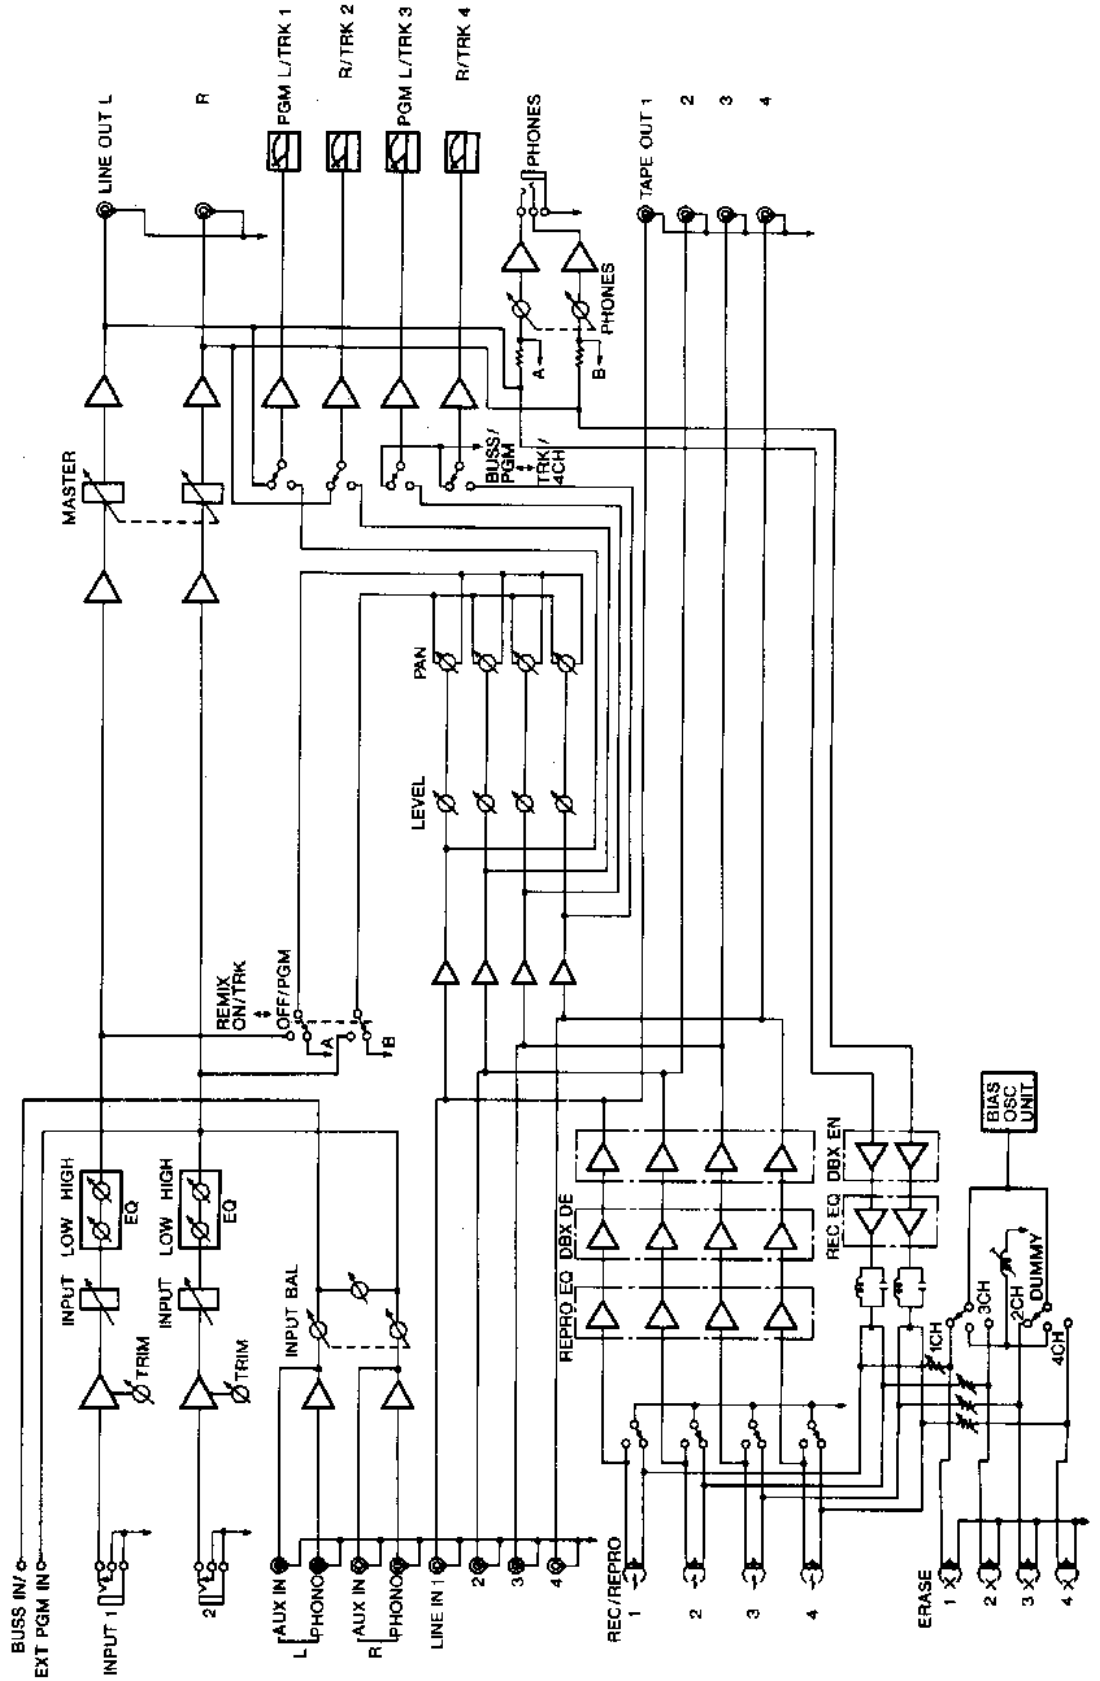 BUSS IN/
EXT PGM IN
INPUT 1
2
TRIM
TRIM
INPUT
LOW HIGH
EQ
INPUT
LOW HIGH
EQ
MASTER
LINE OUT L
R
PGM L/TRK 1
R/TRK 2
PGM L/TRK 3
R/TRK 4
PHONES
PHONES
A
B
BUSS/
PGM
TRK/
4CH
REMIX
ON/TRK
OFF/PGM
A
B
LEVEL
PAN
AUX IN
PHONO
L
AUX IN
PHONO
R
INPUT BAL
LINE IN 1
2
3
4
TAPE OUT 1
2
3
4
REC/REPRO
1
2
3
4
REPRO EQ
DBX DE
REC EQ
DBX EN
BIAS
OSC
UNIT
1CH
3CH
2CH
DUMMY
4CH
ERASE
1
2
3
4